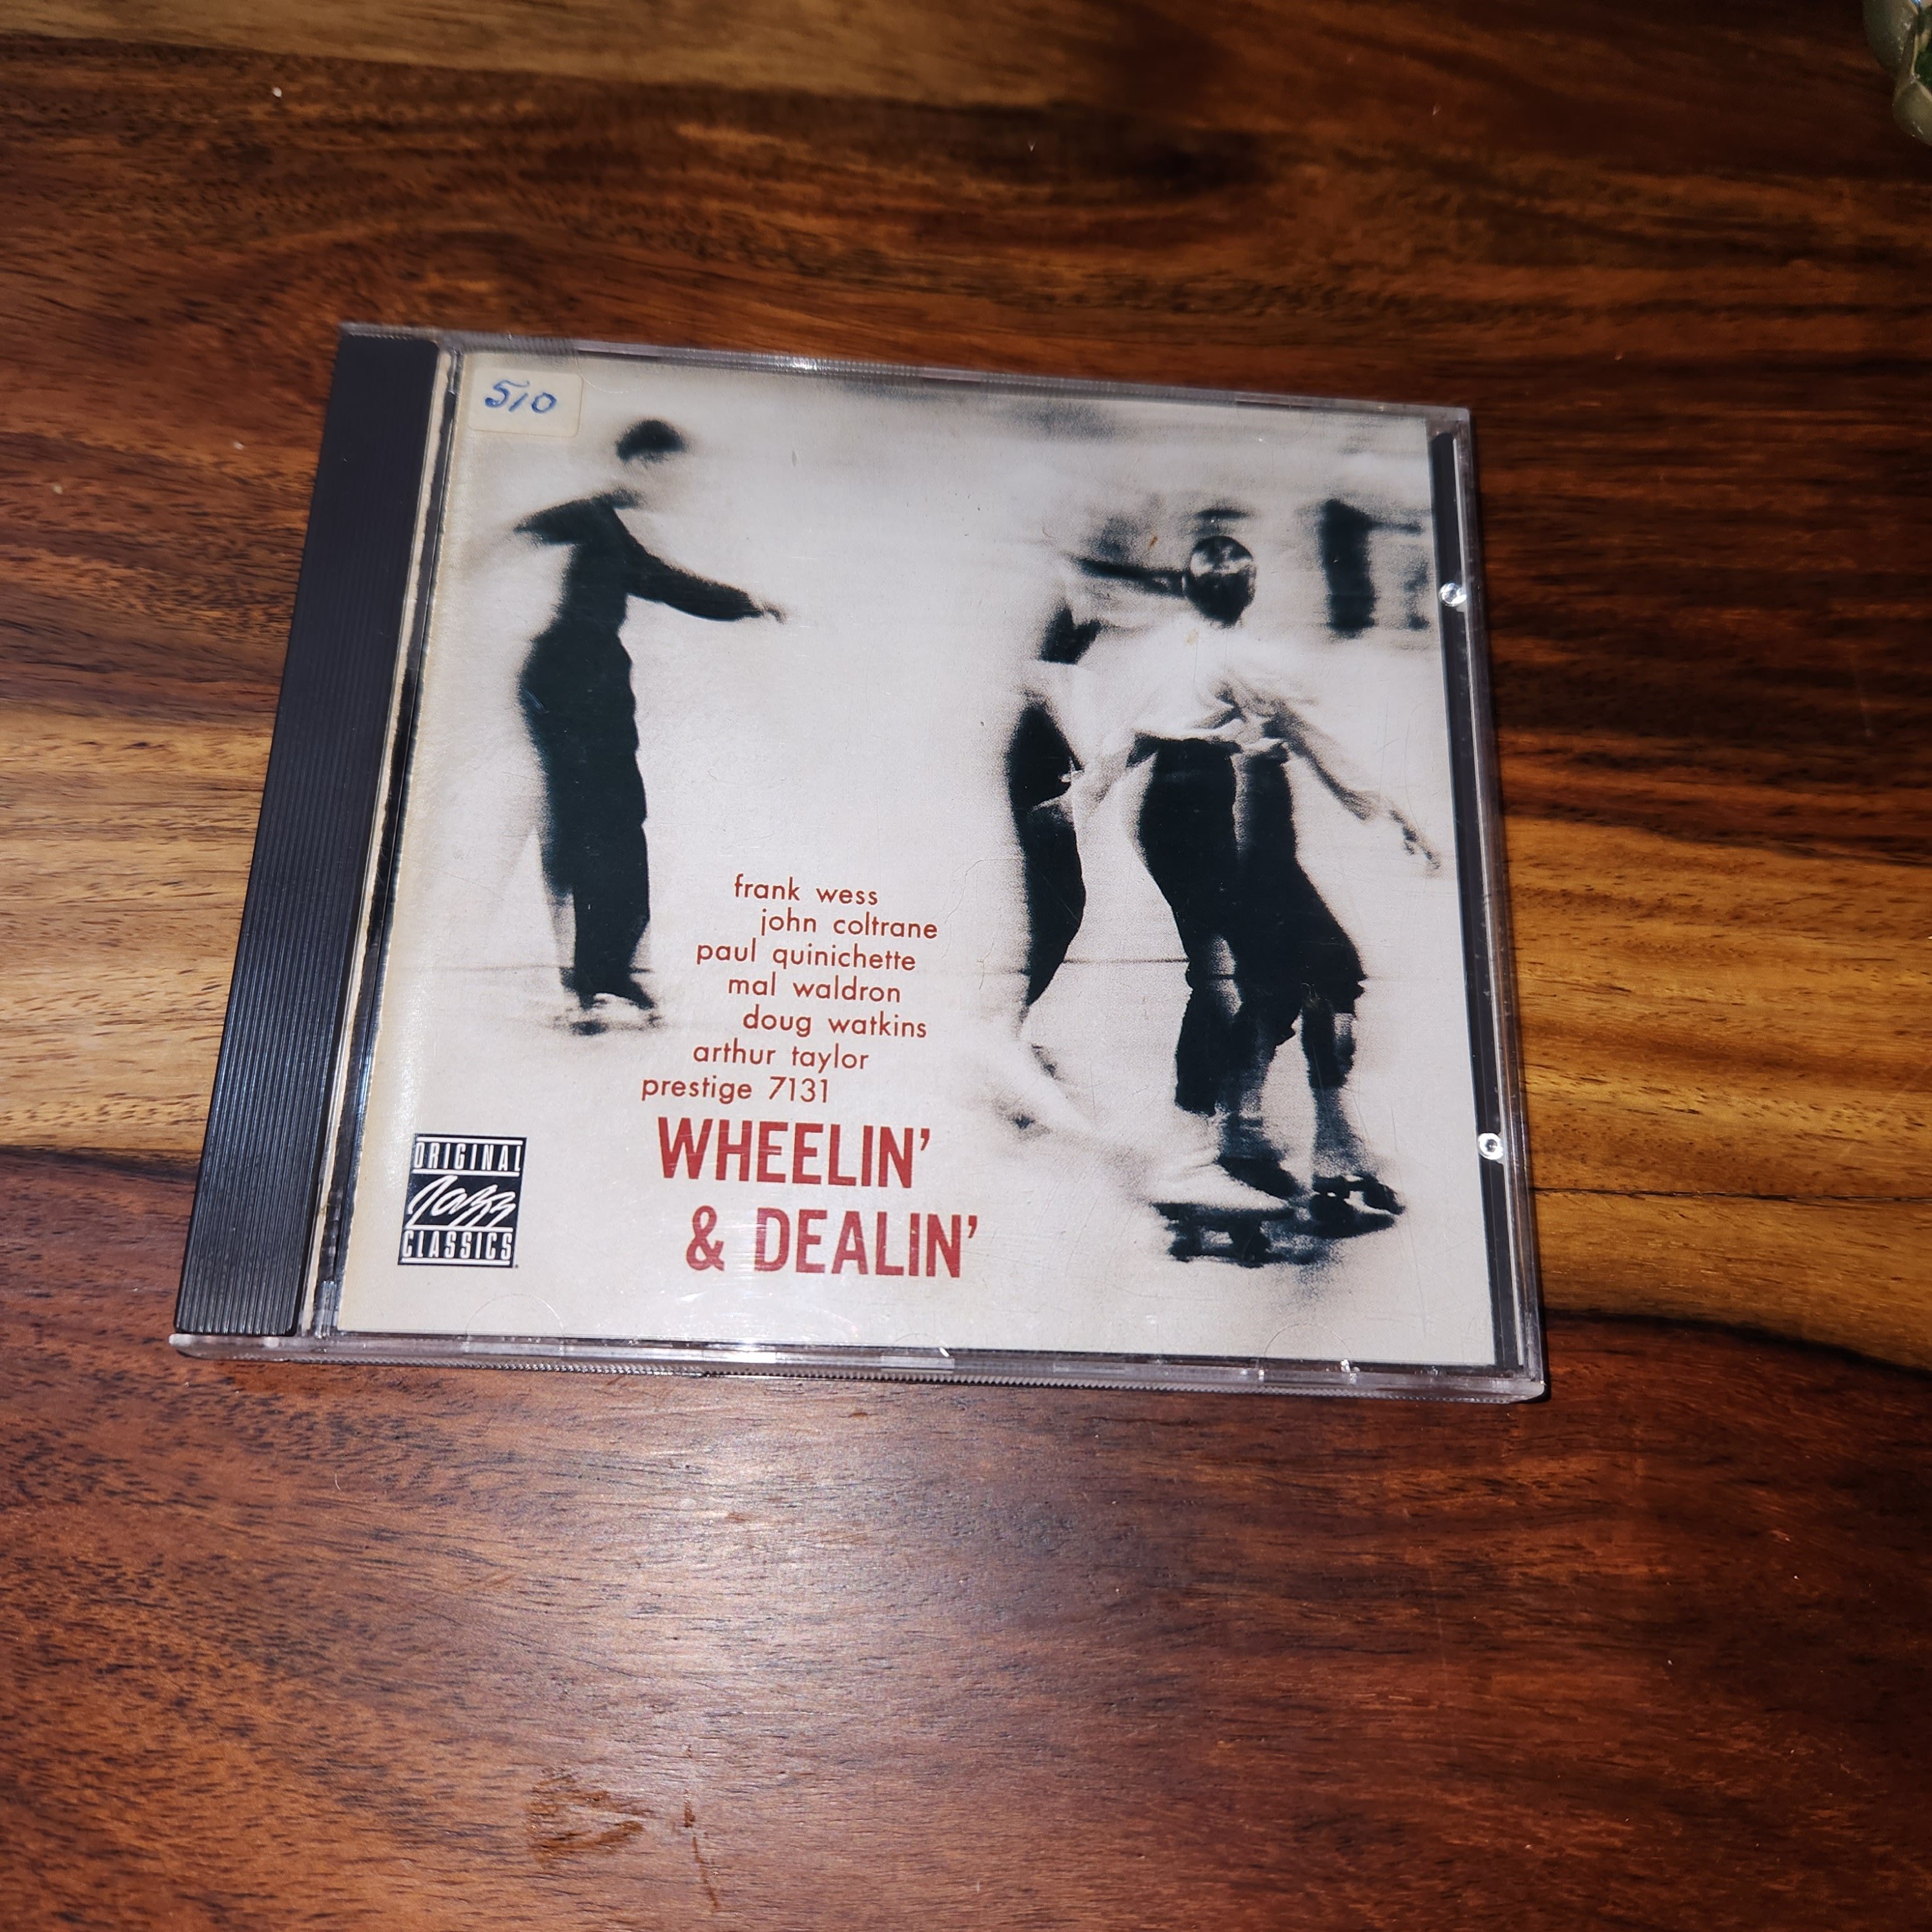 510
frank wess
john coltrane
paul quinichette
mal waldron
doug watkins
arthur taylor
prestige 7131
WHEELIN'
& DEALIN'
ORIGINAL
Jazz
CLASSICS